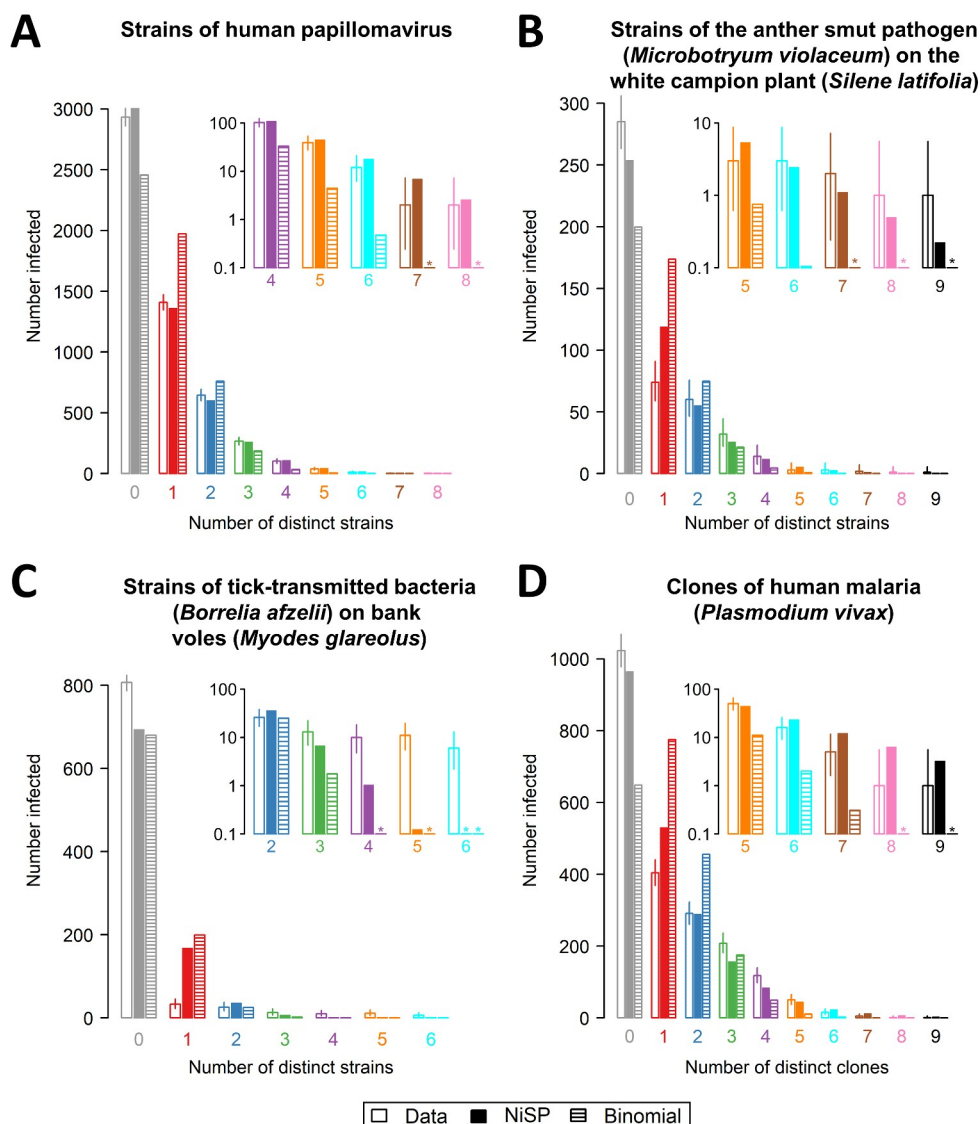 A
Strains of human papillomavirus
3000
2500
2000
1500
1000
500
0
Number infected
100
10
1
0.1
4 5 6 7 8
* *
0 1 2 3 4 5 6 7 8
Number of distinct strains
B
Strains of the anther smut pathogen
(Microbotryum violaceum) on the
white campion plant (Silene latifolia)
300
250
200
150
100
50
0
Number infected
10
1
0.1
5 6 7 8 9
* * *
0 1 2 3 4 5 6 7 8 9
Number of distinct strains
C
Strains of tick-transmitted bacteria
(Borrelia afzelii) on bank
voles (Myodes glareolus)
800
600
400
200
0
Number infected
100
10
1
0.1
2 3 4 5 6
* * * *
0 1 2 3 4 5 6
Number of distinct strains
D
Clones of human malaria
(Plasmodium vivax)
1000
800
600
400
200
0
Number infected
100
10
1
0.1
5 6 7 8 9
* *
0 1 2 3 4 5 6 7 8 9
Number of distinct clones
Data NiSP Binomial